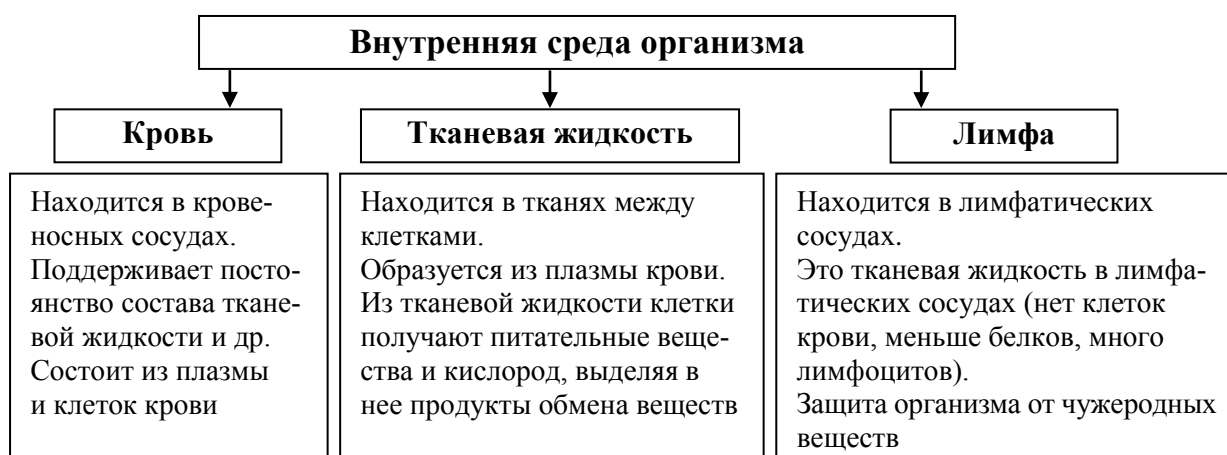 Внутренняя среда организма
Кровь
Находится в крове-
носных сосудах.
Поддерживает посто-
янство состава ткане-
вой жидкости и др.
Состоит из плазмы
и клеток крови
Тканевая жидкость
Находится в тканях между
клетками.
Образуется из плазмы крови.
Из тканевой жидкости клетки
получают питательные веще-
ства и кислород, выделяя в
нее продукты обмена веществ
Лимфа
Находится в лимфатических
сосудах.
Это тканевая жидкость в лимфа-
тических сосудах (нет клеток
крови, меньше белков, много
лимфоцитов).
Защита организма от чужеродных
веществ